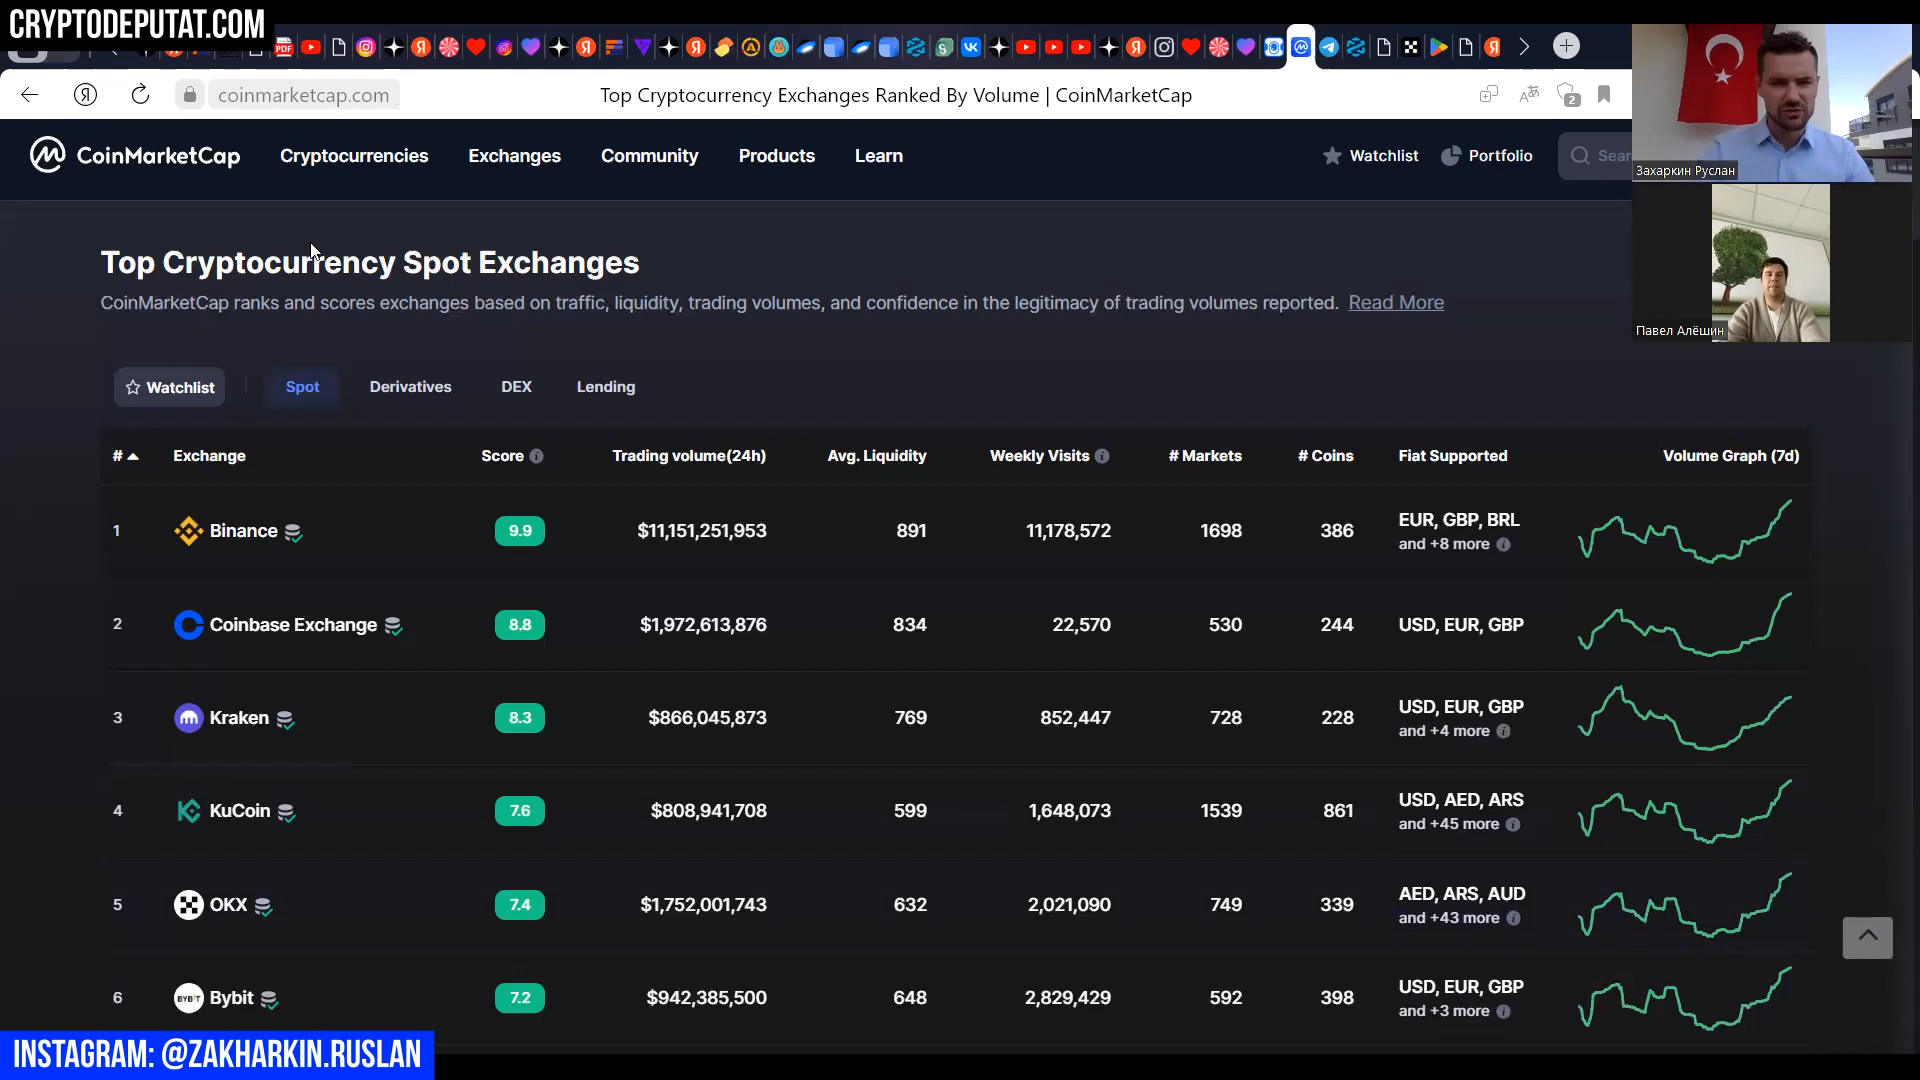 CRYPTODEPUTAT.COM
coinmarketcap.com
Top Cryptocurrency Exchanges Ranked By Volume | CoinMarketCap
2
CoinMarketCap
Cryptocurrencies
Exchanges
Community
Products
Learn
Watchlist
Portfolio
Sear
Захаркин Руслан
Павел Алёшин
Top Cryptocurrency Spot Exchanges
CoinMarketCap ranks and scores exchanges based on traffic, liquidity, trading volumes, and confidence in the legitimacy of trading volumes reported. Read More
Watchlist
Spot
Derivatives
DEX
Lending
# Exchange Score Trading volume(24h) Avg. Liquidity Weekly Visits # Markets # Coins Fiat Supported Volume Graph (7d)
1 Binance 9.9 $11,151,251,953 891 11,178,572 1698 386 EUR, GBP, BRL
and +8 more
2 Coinbase Exchange 8.8 $1,972,613,876 834 22,570 530 244 USD, EUR, GBP
3 Kraken 8.3 $866,045,873 769 852,447 728 228 USD, EUR, GBP
and +4 more
4 KuCoin 7.6 $808,941,708 599 1,648,073 1539 861 USD, AED, ARS
and +45 more
5 OKX 7.4 $1,752,001,743 632 2,021,090 749 339 AED, ARS, AUD
and +43 more
6 BYBIT Bybit 7.2 $942,385,500 648 2,829,429 592 398 USD, EUR, GBP
and +3 more
INSTAGRAM: @ZAKHARKIN.RUSLAN